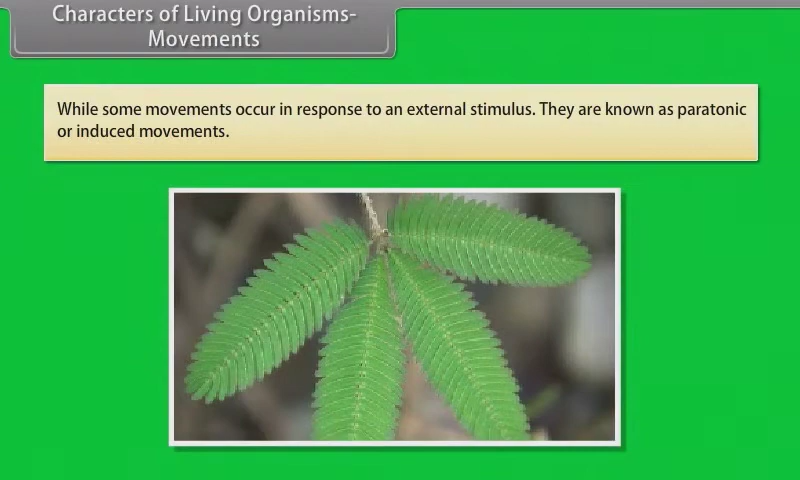 Characters of Living Organisms-
Movements
While some movements occur in response to an external stimulus. They are known as paratonic
or induced movements.